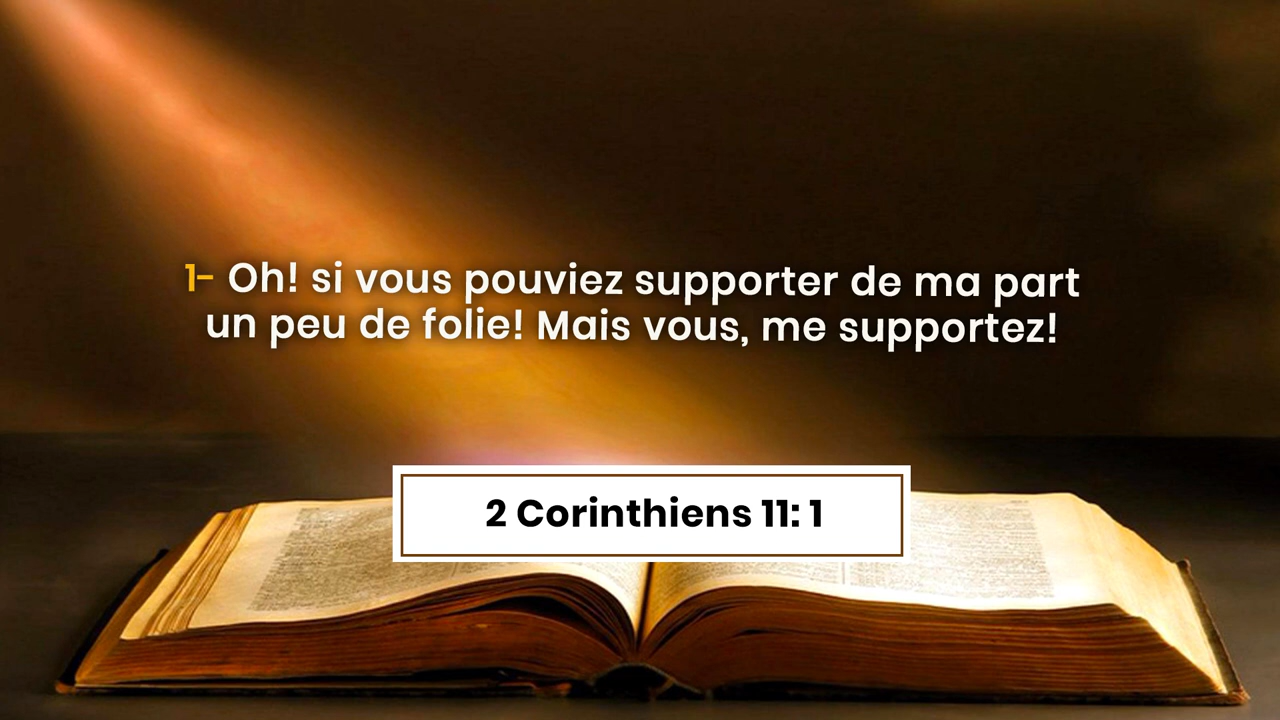 1- Oh! si vous pouviez supporter de ma part
un peu de folie! Mais vous, me supportez!
2 Corinthiens 11: 1